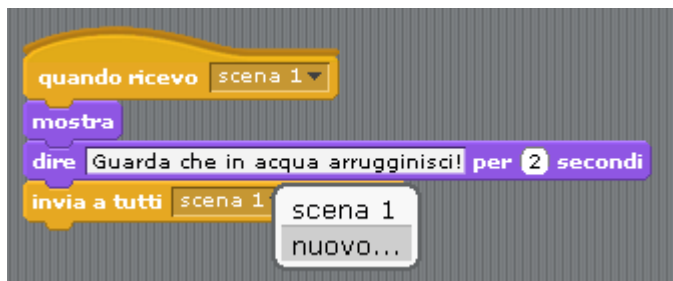 quando ricevo scena 1
mostra
dire Guarda che in acqua arrugginisci! per 2 secondi
invia a tutti scena 1
scena 1
nuovo...